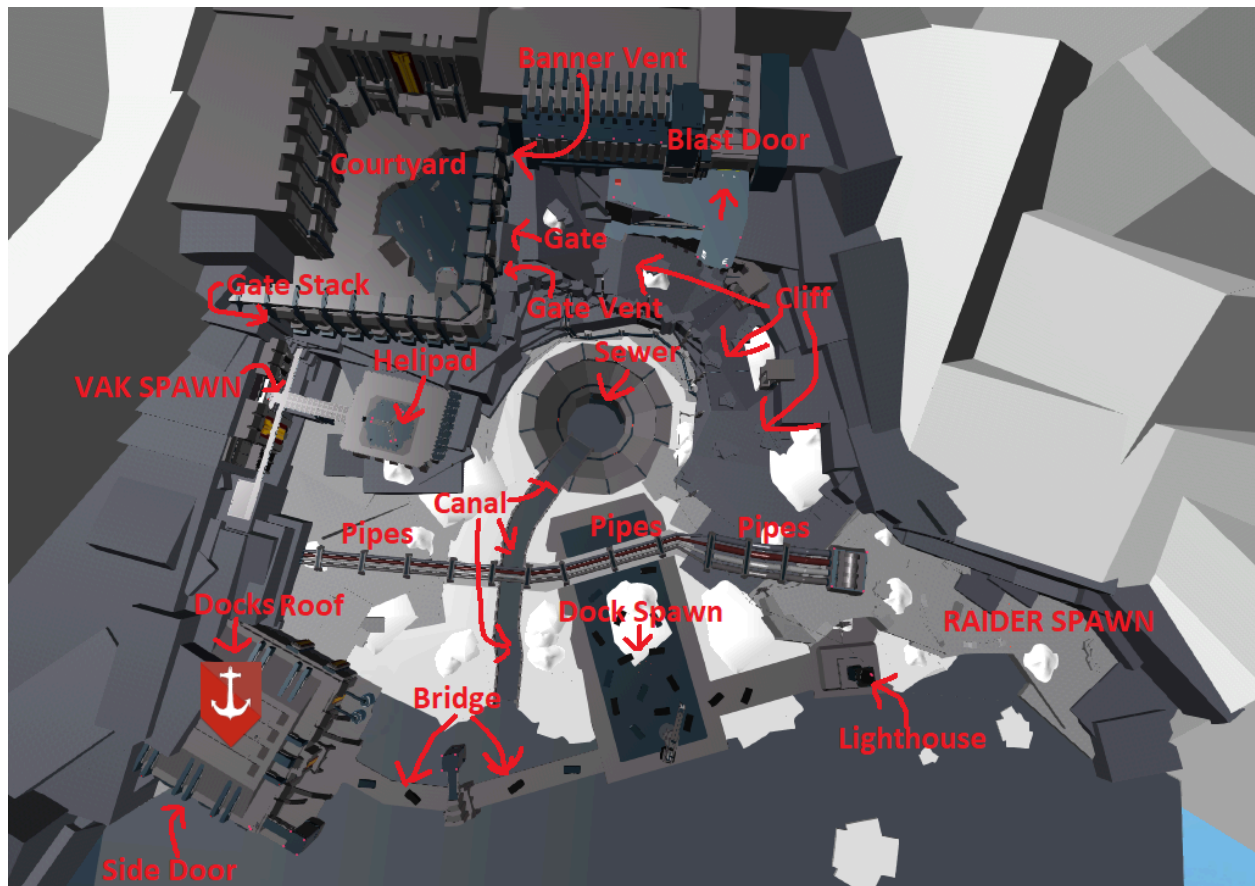 Banner Vent
Blast Door
Courtyard
Gate
Gate Stack
Gate Vent
Cliff
Helipad
Sewer
VAK SPAWN
Canal
Pipes
Pipes
Pipes
Docks Roof
Dock Spawn
RAIDER SPAWN
Bridge
Lighthouse
Side Door